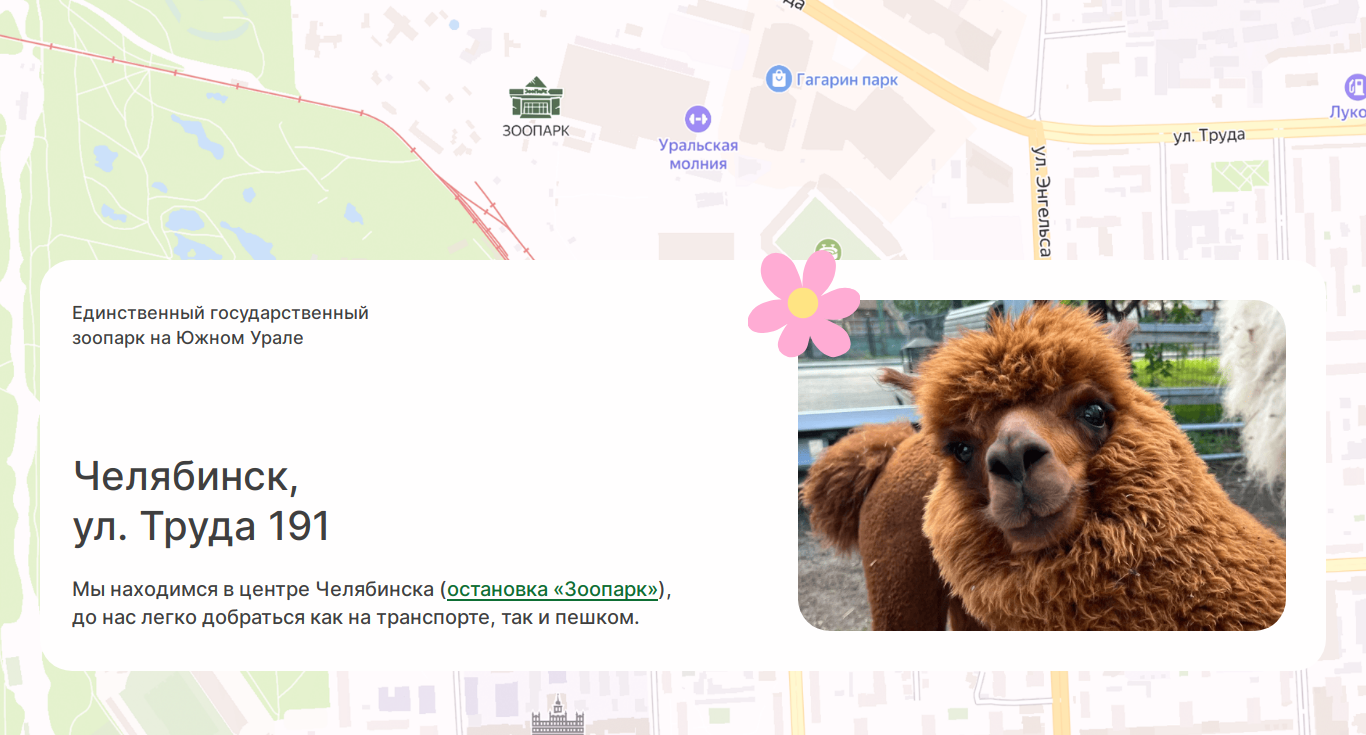 да
Гагарин парк
ЗооПарк
ЗООПАРК
Уральская
молния
Луко
ул. Труда
ул. Энгельса
Единственный государственный
зоопарк на Южном Урале
Челябинск,
ул. Труда 191
Мы находимся в центре Челябинска (остановка «Зоопарк»),
до нас легко добраться как на транспорте, так и пешком.